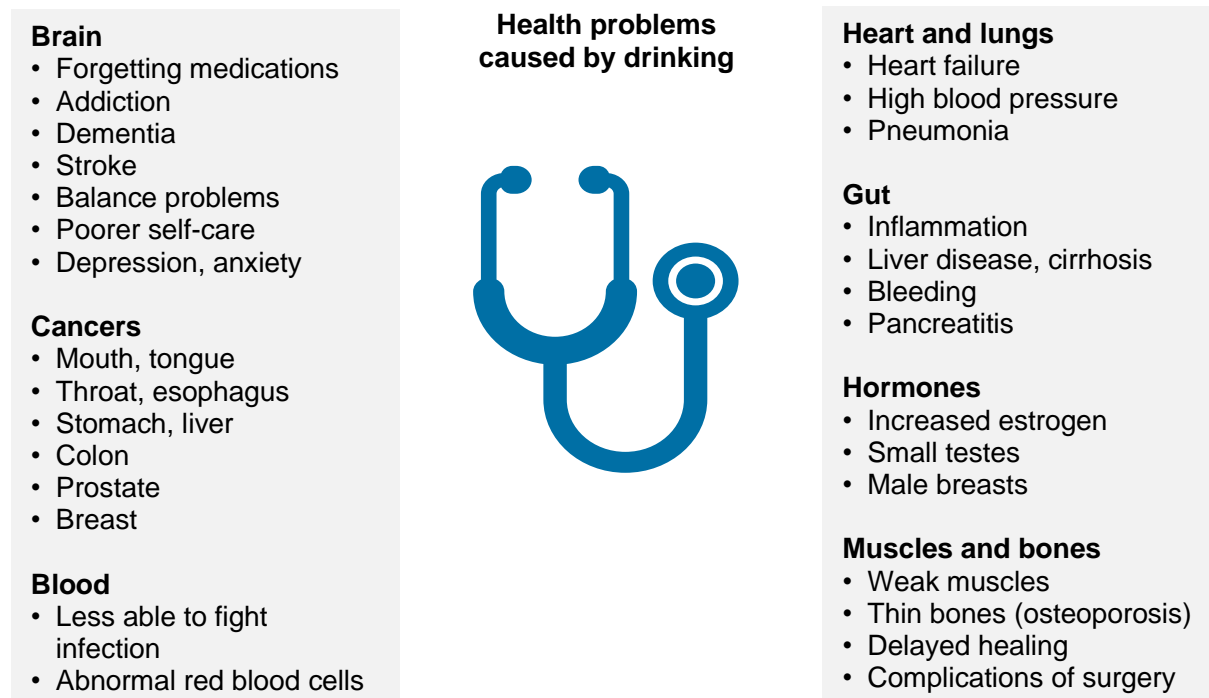 Health problems
caused by drinking
Brain
• Forgetting medications
• Addiction
• Dementia
• Stroke
• Balance problems
• Poorer self-care
• Depression, anxiety
Cancers
• Mouth, tongue
• Throat, esophagus
• Stomach, liver
• Colon
• Prostate
• Breast
Blood
• Less able to fight
infection
• Abnormal red blood cells
Heart and lungs
• Heart failure
• High blood pressure
• Pneumonia
Gut
• Inflammation
• Liver disease, cirrhosis
• Bleeding
• Pancreatitis
Hormones
• Increased estrogen
• Small testes
• Male breasts
Muscles and bones
• Weak muscles
• Thin bones (osteoporosis)
• Delayed healing
• Complications of surgery